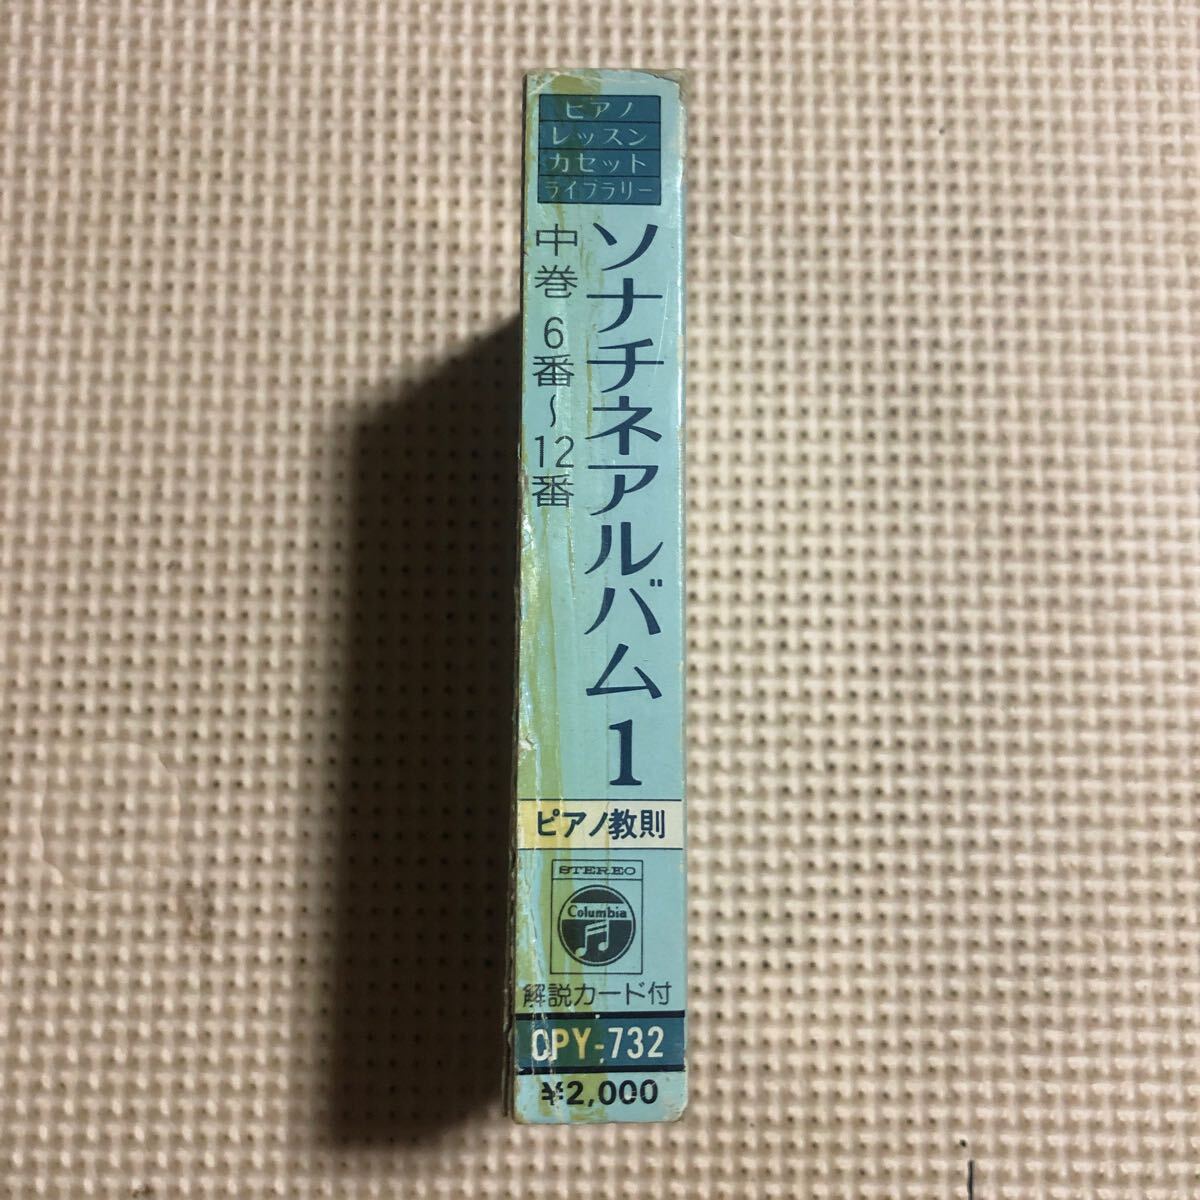 ピアノ
レッスン
カセット
ライブラリー
ソナチネアルバム1
中巻 6番〜12番
ピアノ教則
STEREO
Columbia
解説カード付
CPY-732
¥2,000